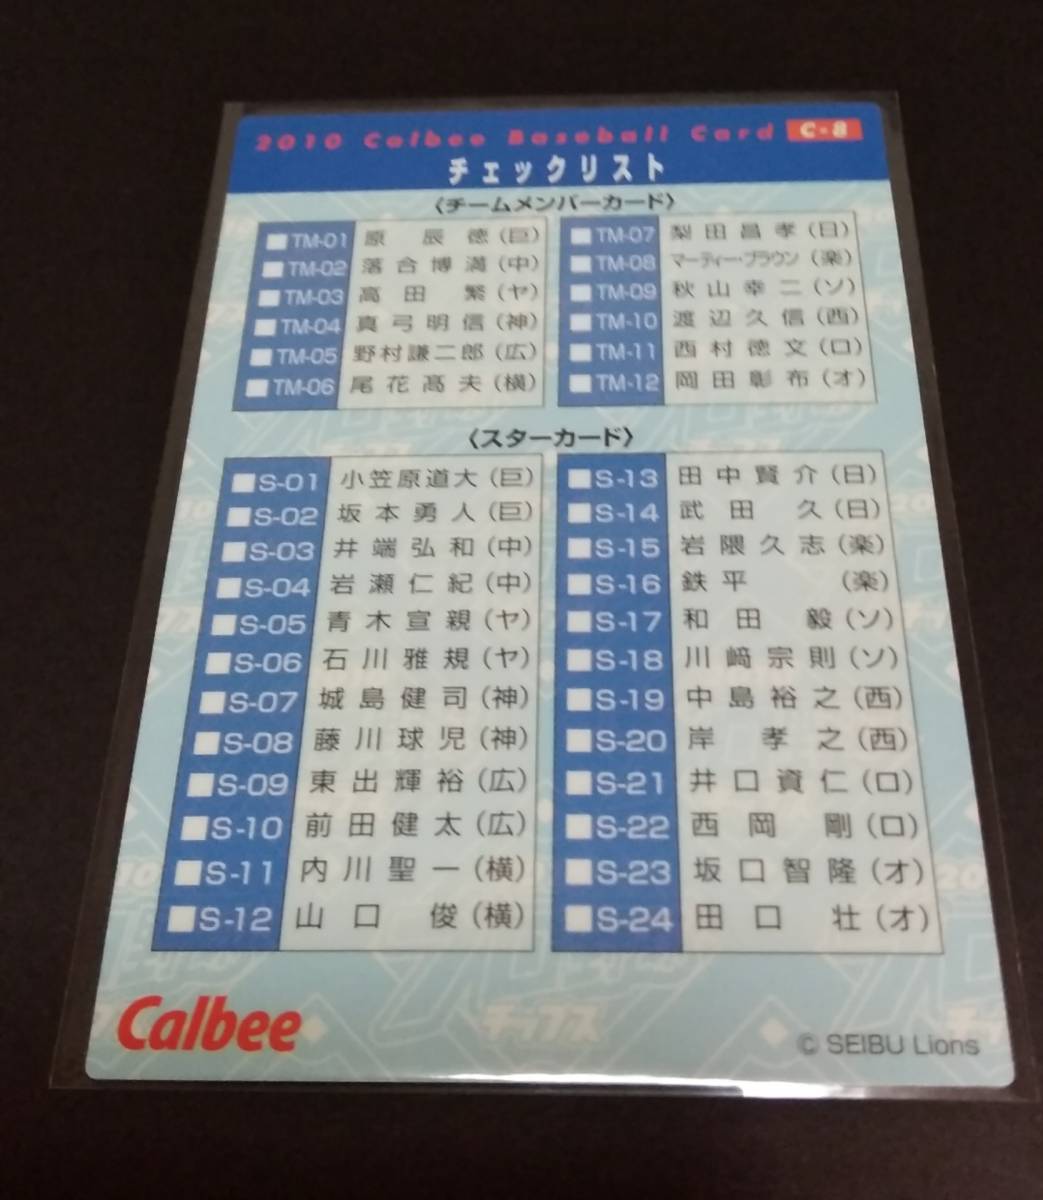 2010 Calbee Baseball Card C-8
チェックリスト
〈チームメンバーカード〉
TM-01 原辰徳(巨)
TM-02 落合博満(中)
TM-03 高田繁(ヤ)
TM-04 真弓明信(神)
TM-05 野村謙二郎(広)
TM-06 尾花髙夫(横)
TM-07 梨田昌孝(日)
TM-08 マーティー・ブラウン(楽)
TM-09 秋山幸二(ソ)
TM-10 渡辺久信(西)
TM-11 西村徳文(ロ)
TM-12 岡田彰布(オ)
〈スターカード〉
S-01 小笠原道大(巨)
S-02 坂本勇人(巨)
S-03 井端弘和(中)
S-04 岩瀬仁紀(中)
S-05 青木宣親(ヤ)
S-06 石川雅規(ヤ)
S-07 城島健司(神)
S-08 藤川球児(神)
S-09 東出輝裕(広)
S-10 前田健太(広)
S-11 内川聖一(横)
S-12 山口俊(横)
S-13 田中賢介(日)
S-14 武田久(日)
S-15 岩隈久志(楽)
S-16 鉄平(楽)
S-17 和田毅(ソ)
S-18 川﨑宗則(ソ)
S-19 中島裕之(西)
S-20 岸孝之(西)
S-21 井口資仁(ロ)
S-22 西岡剛(ロ)
S-23 坂口智隆(オ)
S-24 田口壮(オ)
Calbee
© SEIBU Lions